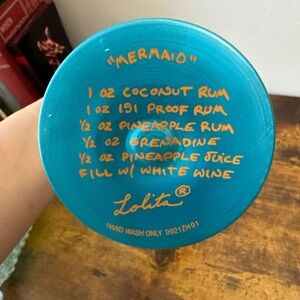 "MERMAID"
1 OZ COCONUT RUM
1 OZ 151 PROOF RUM
½ OZ PINEAPPLE RUM
½ OZ GRENADINE
½ OZ PINEAPPLE JUICE
FILL W/ WHITE WINE
Lolita®
HAND WASH ONLY 0921ZH01